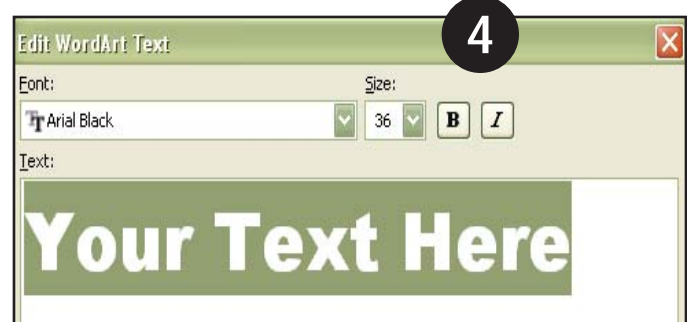 4
Edit WordArt Text
Font: Size:
Arial Black 36 B I
Text:
Your Text Here